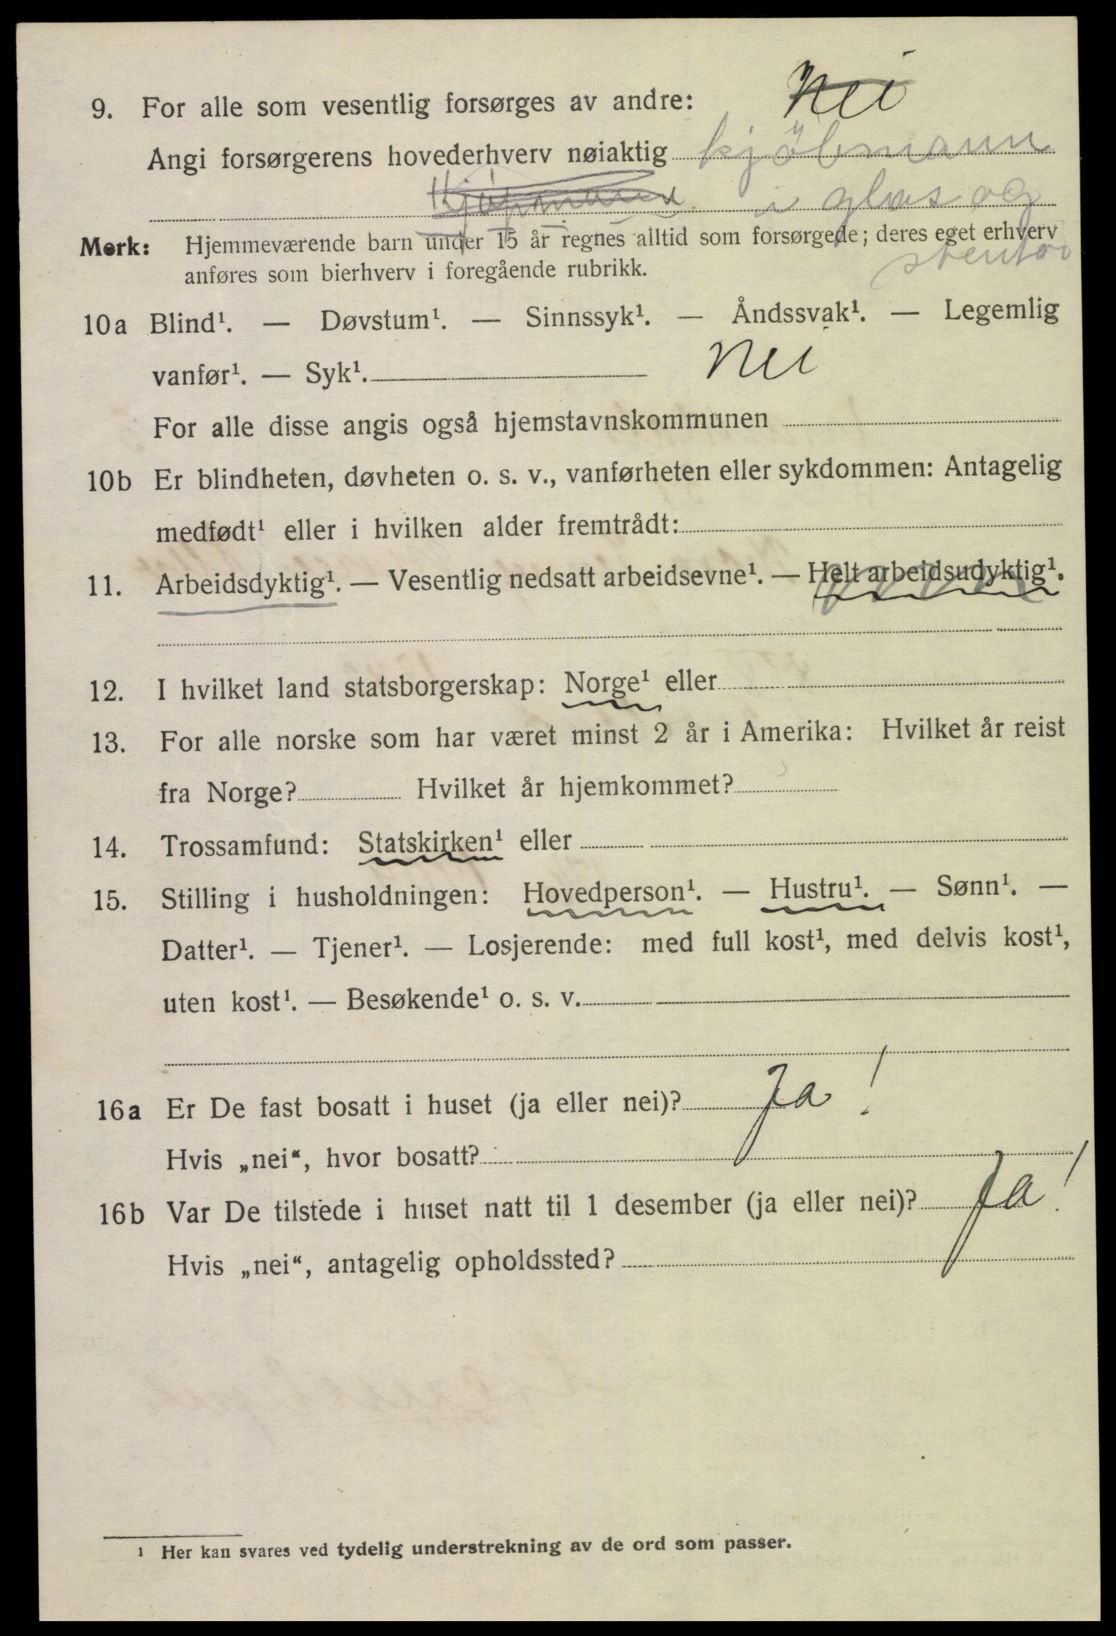 9. For alle som vesentlig forsørges av andre: Nei
Angi forsørgerens hovederhverv nøiaktig kjöbmann
Kjöpmann i glas og
Merk: Hjemmeværende barn under 15 år regnes alltid som forsørgede; deres eget erhverv
stentöi
anføres som bierhverv i foregående rubrikk.
10a Blind¹. — Døvstum¹. — Sinnssyk¹. — Åndssvak¹. — Legemlig
vanfør¹. — Syk¹. Nei
For alle disse angis også hjemstavnskommunen
10b Er blindheten, døvheten o. s. v., vanførheten eller sykdommen: Antagelig
medfødt¹ eller i hvilken alder fremtrådt:
11. Arbeidsdyktig¹. — Vesentlig nedsatt arbeidsevne¹. — Helt arbeidsudyktig¹.
12. I hvilket land statsborgerskap: Norge¹ eller
13. For alle norske som har været minst 2 år i Amerika: Hvilket år reist
fra Norge? Hvilket år hjemkommet?
14. Trossamfund: Statskirken¹ eller
15. Stilling i husholdningen: Hovedperson¹. — Hustru¹. — Sønn¹. —
Datter¹. — Tjener¹. — Losjerende: med full kost¹, med delvis kost¹,
uten kost¹. — Besøkende¹ o. s. v.
16a Er De fast bosatt i huset (ja eller nei)? Ja!
Hvis „nei“, hvor bosatt?
16b Var De tilstede i huset natt til 1 desember (ja eller nei)? Ja!
Hvis „nei“, antagelig opholdssted?
¹ Her kan svares ved tydelig understrekning av de ord som passer.